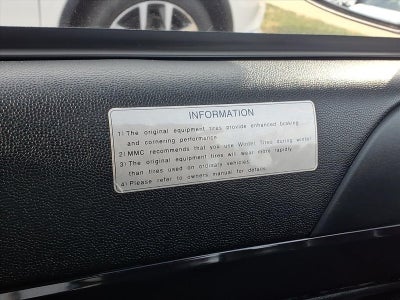 INFORMATION
1) The original equipment tires provide enhanced braking
and cornering performance.
2) MMC recommends that you use Winter Tires during winter.
3) The original equipment tires will wear more rapidly
than tires used on ordinate vehicles.
4) Please refer to owners manual for details.